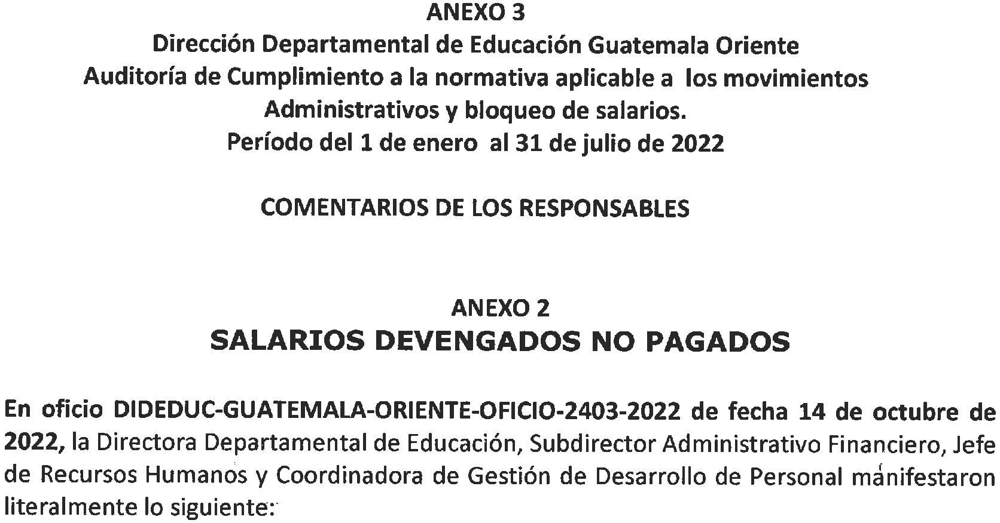 ANEXO 3
Dirección Departamental de Educación Guatemala Oriente
Auditoría de Cumplimiento a la normativa aplicable a los movimientos
Administrativos y bloqueo de salarios.
Período del 1 de enero al 31 de julio de 2022
COMENTARIOS DE LOS RESPONSABLES
ANEXO 2
SALARIOS DEVENGADOS NO PAGADOS
En oficio DIDEDUC-GUATEMALA-ORIENTE-OFICIO-2403-2022 de fecha 14 de octubre de
2022, la Directora Departamental de Educación, Subdirector Administrativo Financiero, Jefe
de Recursos Humanos y Coordinadora de Gestión de Desarrollo de Personal manifestaron
literalmente lo siguiente: